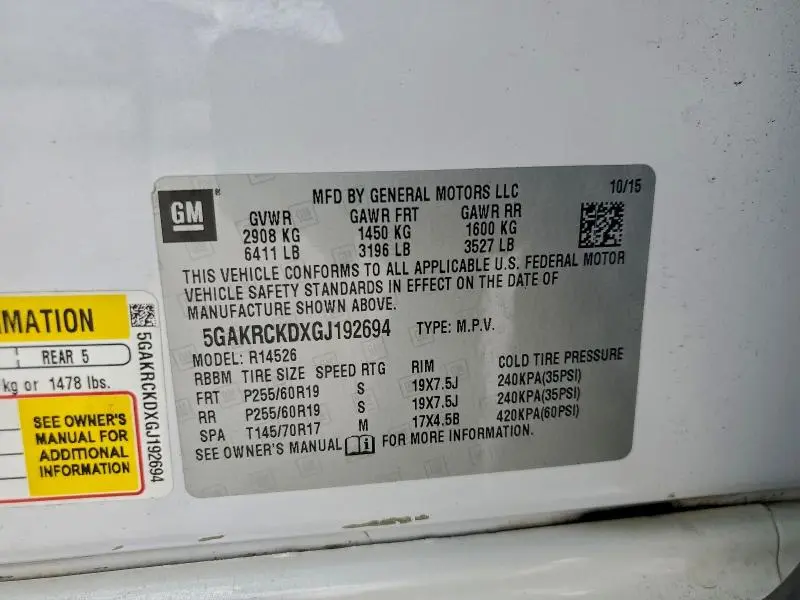 GM
MFD BY GENERAL MOTORS LLC 10/15
GVWR GAWR FRT GAWR RR
2908 KG 1450 KG 1600 KG
6411 LB 3196 LB 3527 LB
THIS VEHICLE CONFORMS TO ALL APPLICABLE U.S. FEDERAL MOTOR
VEHICLE SAFETY STANDARDS IN EFFECT ON THE DATE OF
MANUFACTURE SHOWN ABOVE.
5GAKRCKDXGJ192694 TYPE: M.P.V.
MODEL: R14526
RBBM TIRE SIZE SPEED RTG RIM COLD TIRE PRESSURE
FRT P255/60R19 S 19X7.5J 240KPA(35PSI)
RR P255/60R19 S 19X7.5J 240KPA(35PSI)
SPA T145/70R17 M 17X4.5B 420KPA(60PSI)
SEE OWNER'S MANUAL FOR MORE INFORMATION.
MATION
REAR 5
kg or 1478 lbs.
SEE OWNER'S
MANUAL FOR
ADDITIONAL
INFORMATION
5GAKRCKDXGJ192694